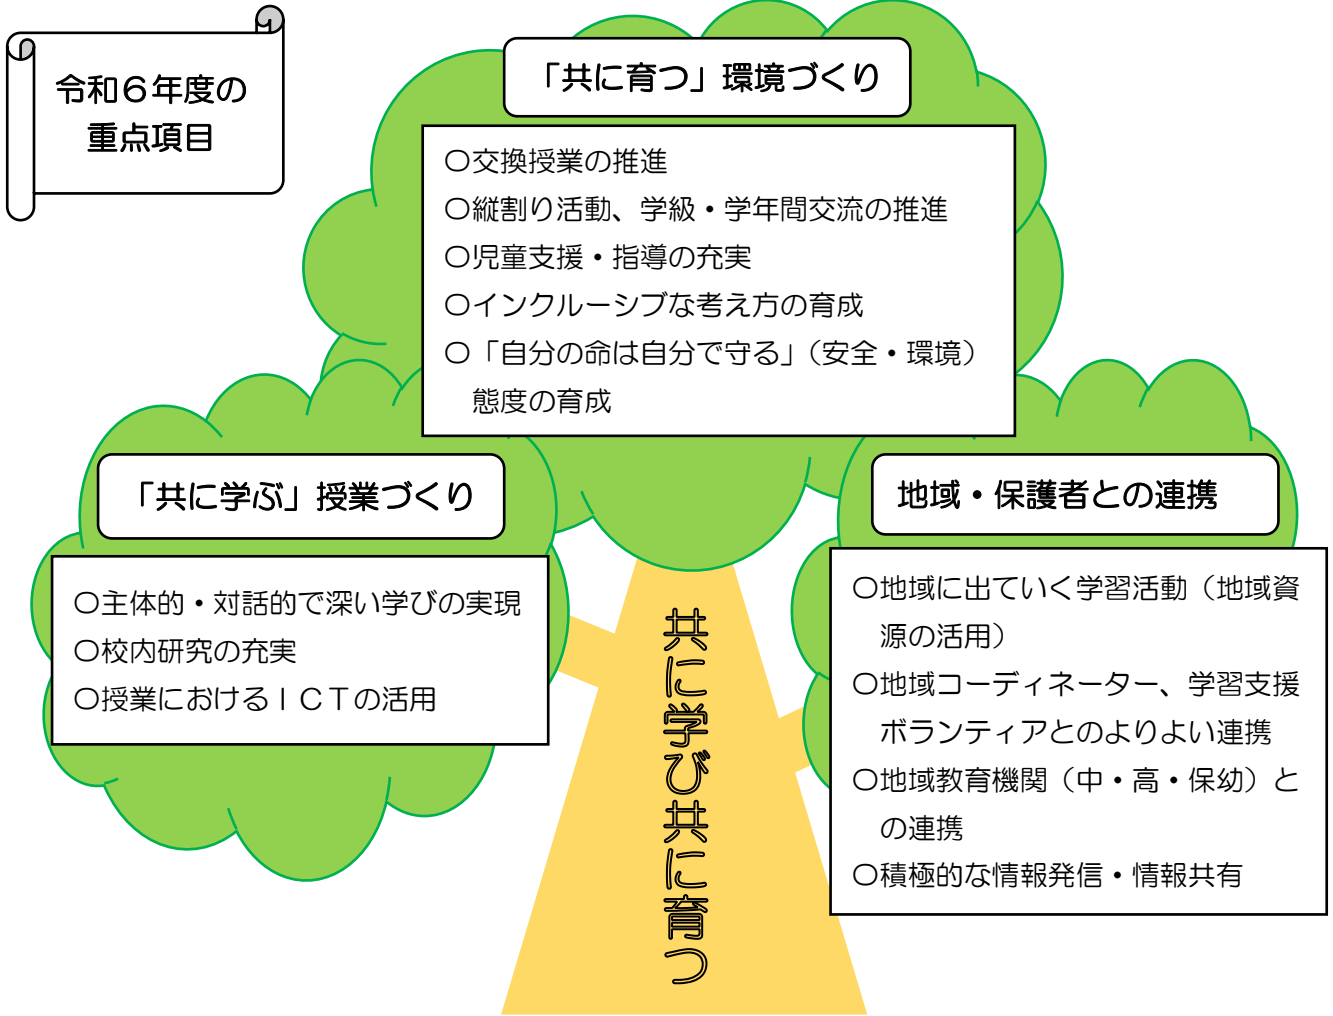 令和６年度の
重点項目
「共に育つ」環境づくり
〇交換授業の推進
〇縦割り活動、学級・学年間交流の推進
〇児童支援・指導の充実
〇インクルーシブな考え方の育成
〇「自分の命は自分で守る」（安全・環境）
態度の育成
「共に学ぶ」授業づくり
〇主体的・対話的で深い学びの実現
〇校内研究の充実
〇授業におけるＩＣＴの活用
地域・保護者との連携
〇地域に出ていく学習活動（地域資
源の活用）
〇地域コーディネーター、学習支援
ボランティアとのよりよい連携
〇地域教育機関（中・高・保幼）と
の連携
〇積極的な情報発信・情報共有
共に学び共に育つ